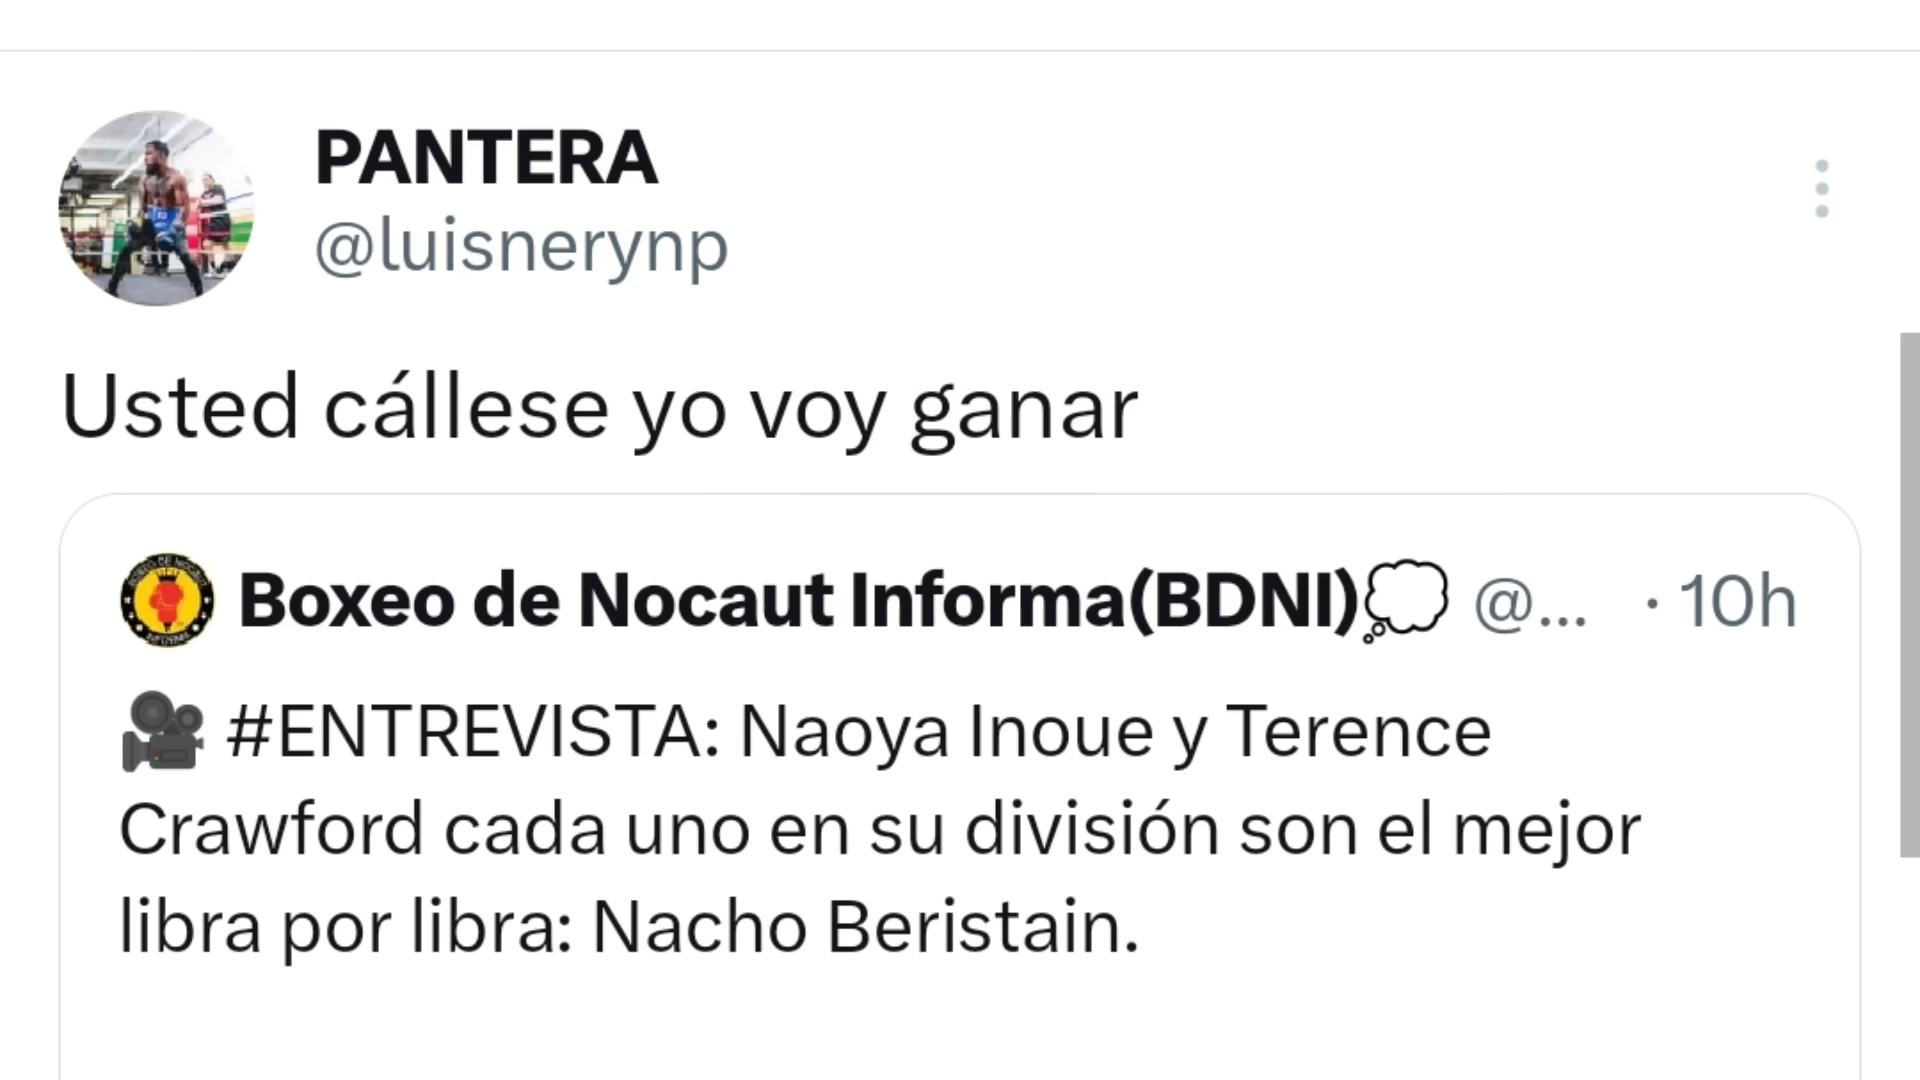 PANTERA
@luisnerynp
Usted cállese yo voy ganar
Boxeo de Nocaut Informa(BDNI)💭 @... · 10h
🎥 #ENTREVISTA: Naoya Inoue y Terence
Crawford cada uno en su división son el mejor
libra por libra: Nacho Beristain.